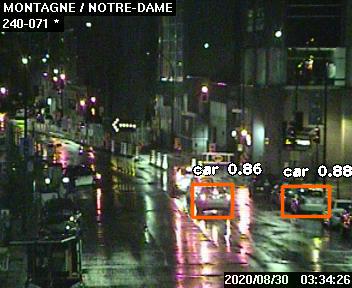 MONTAGNE / NOTRE-DAME
240-071 *
car 0.86
car 0.88
2020/08/30 03:34:26